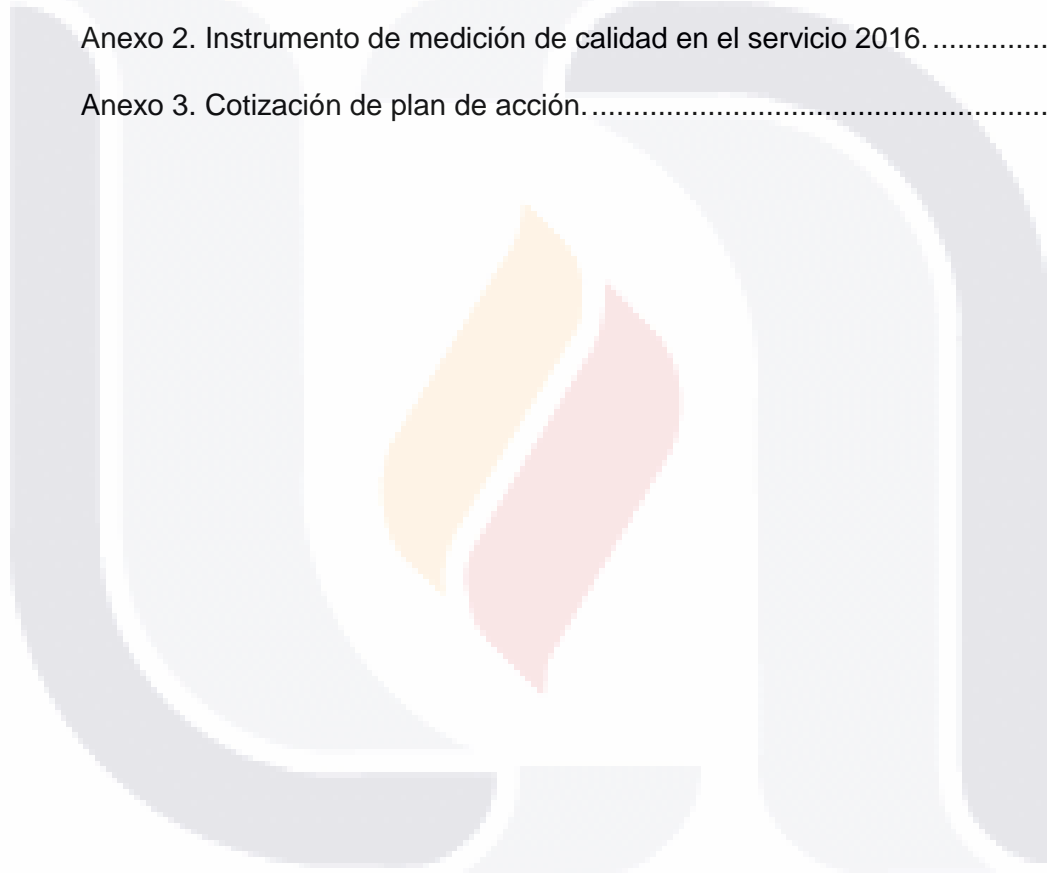 Anexo 2. Instrumento de medición de calidad en el servicio 2016. ..............
Anexo 3. Cotización de plan de acción. .........................................................